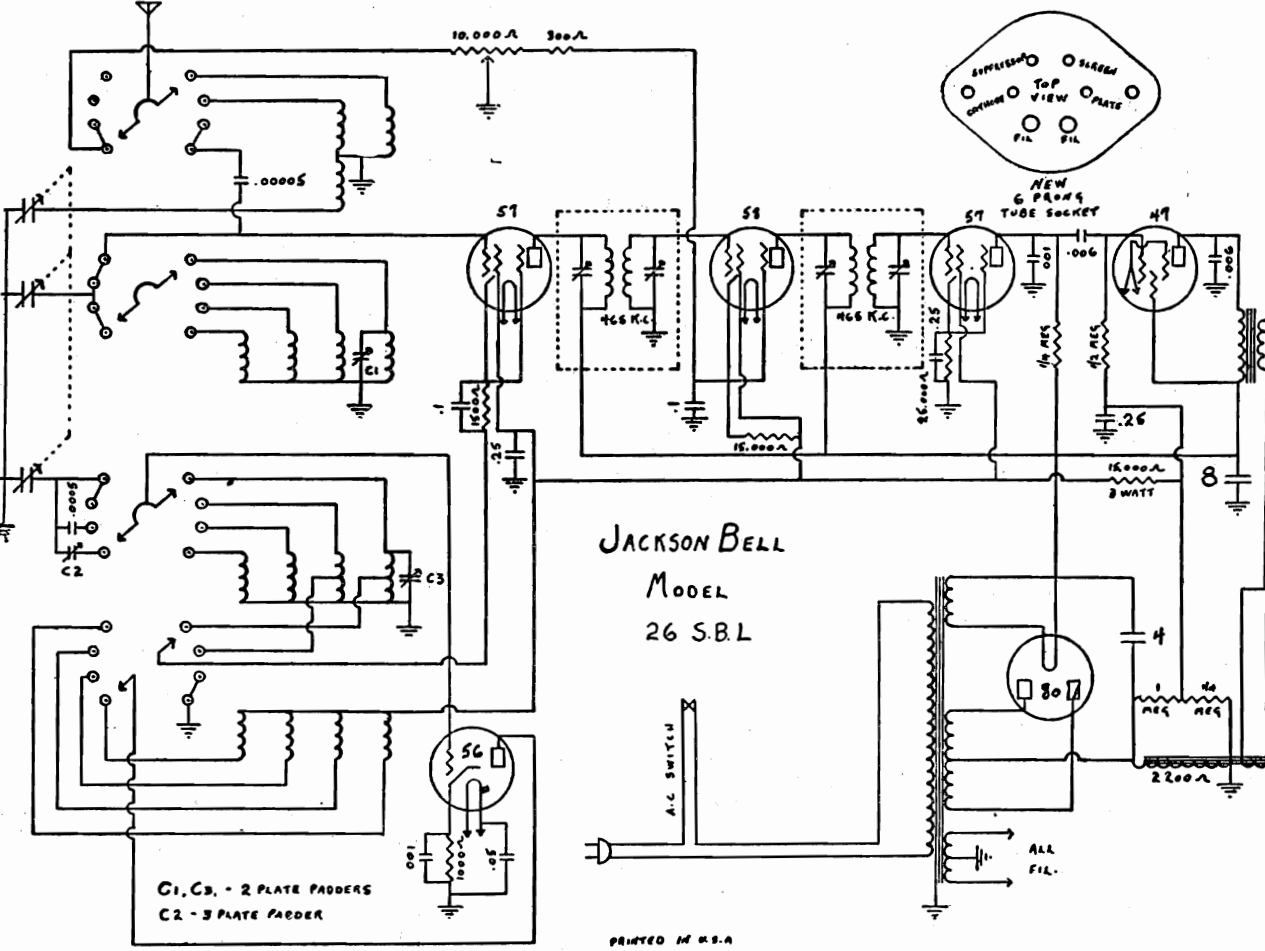 10,000 Ω
300 Ω
SUPPRESSOR
SCREEN
CATHODE
TOP
VIEW
PLATE
FIL
FIL
NEW
6 PRONG
TUBE SOCKET
.00005
57
58
57
47
465 K.C.
465 K.C.
.001
.006
.006
C1
.1
1500 Ω
.25
.1
15,000 Ω
.25
25,000 Ω
1/4 MEG
1/2 MEG
.25
15,000 Ω
3 WATT
8
.0005
C2
C3
JACKSON BELL
MODEL
26 S.B.L
4
80
1
MEG
1/4
MEG
2200 Ω
A.C SWITCH
ALL
FIL.
56
.001
1000 Ω
.05
C1, C3, - 2 PLATE PADDERS
C2 - 3 PLATE PADDER
PRINTED IN U.S.A